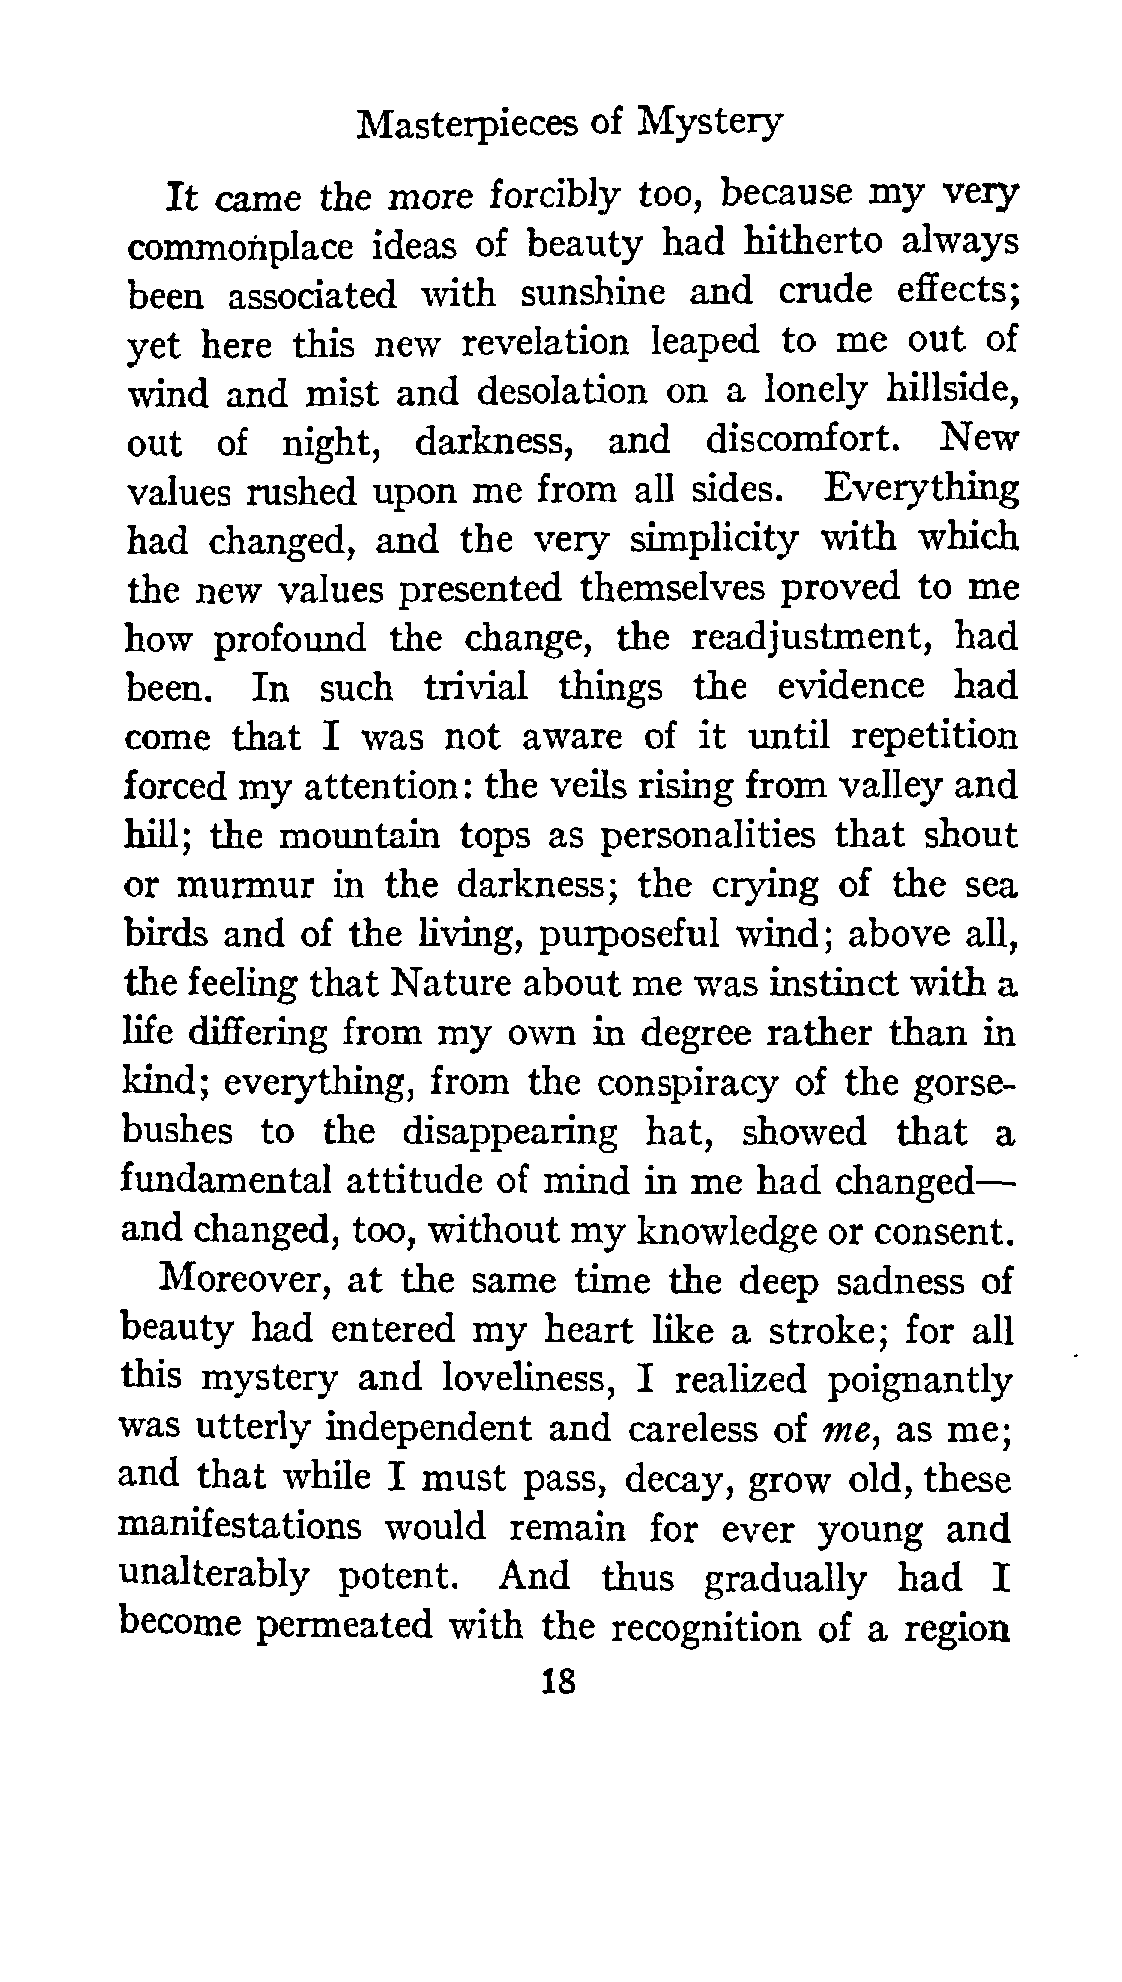 Masterpieces of Mystery
It came the more forcibly too, because my very
commonplace ideas of beauty had hitherto always
been associated with sunshine and crude effects;
yet here this new revelation leaped to me out of
wind and mist and desolation on a lonely hillside,
out of night, darkness, and discomfort. New
values rushed upon me from all sides. Everything
had changed, and the very simplicity with which
the new values presented themselves proved to me
how profound the change, the readjustment, had
been. In such trivial things the evidence had
come that I was not aware of it until repetition
forced my attention: the veils rising from valley and
hill; the mountain tops as personalities that shout
or murmur in the darkness; the crying of the sea
birds and of the living, purposeful wind; above all,
the feeling that Nature about me was instinct with a
life differing from my own in degree rather than in
kind; everything, from the conspiracy of the gorse-
bushes to the disappearing hat, showed that a
fundamental attitude of mind in me had changed—
and changed, too, without my knowledge or consent.
Moreover, at the same time the deep sadness of
beauty had entered my heart like a stroke; for all
this mystery and loveliness, I realized poignantly
was utterly independent and careless of me, as me;
and that while I must pass, decay, grow old, these
manifestations would remain for ever young and
unalterably potent. And thus gradually had I
become permeated with the recognition of a region
18